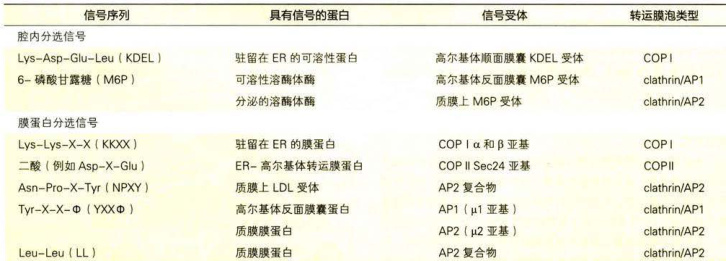 信号序列 具有信号的蛋白 信号受体 转运膜泡类型
腔内分选信号
Lys-Asp-Glu-Leu（KDEL） 驻留在 ER 的可溶性蛋白 高尔基体顺面膜囊 KDEL 受体 COP I
6- 磷酸甘露糖（M6P） 可溶性溶酶体酶 高尔基体反面膜囊 M6P 受体 clathrin/AP1
分泌的溶酶体酶 质膜上 M6P 受体 clathrin/AP2
膜蛋白分选信号
Lys-Lys-X-X（KKXX） 驻留在 ER 的膜蛋白 COP I α 和 β 亚基 COP I
二酸（例如 Asp-X-Glu） ER- 高尔基体转运膜蛋白 COP II Sec24 亚基 COP II
Asn-Pro-X-Tyr（NPXY） 质膜上 LDL 受体 AP2 复合物 clathrin/AP2
Tyr-X-X-Φ（YXXΦ） 高尔基体反面膜囊蛋白 AP1（μ1 亚基） clathrin/AP1
质膜膜蛋白 AP2（μ2 亚基） clathrin/AP2
Leu-Leu（LL） 质膜膜蛋白 AP2 复合物 clathrin/AP2